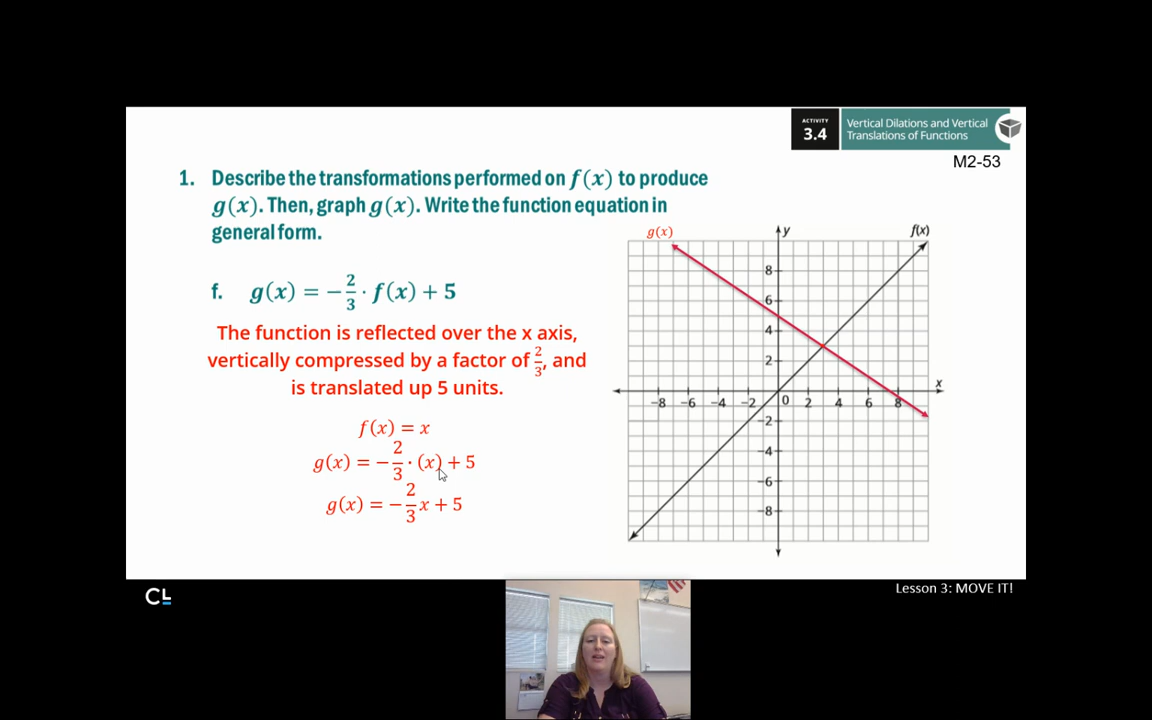 ACTIVITY
3.4
Vertical Dilations and Vertical
Translations of Functions
M2-53
1. Describe the transformations performed on f(x) to produce
g(x). Then, graph g(x). Write the function equation in
general form.
f. g(x) = −2/3 · f(x) + 5
The function is reflected over the x axis,
vertically compressed by a factor of 2/3, and
is translated up 5 units.
f(x) = x
g(x) = −2/3 · (x) + 5
g(x) = −2/3 x + 5
g(x)
y
f(x)
8
6
4
2
x
−8 −6 −4 −2 0 2 4 6 8
−2
−4
−6
−8
CL
Lesson 3: MOVE IT!